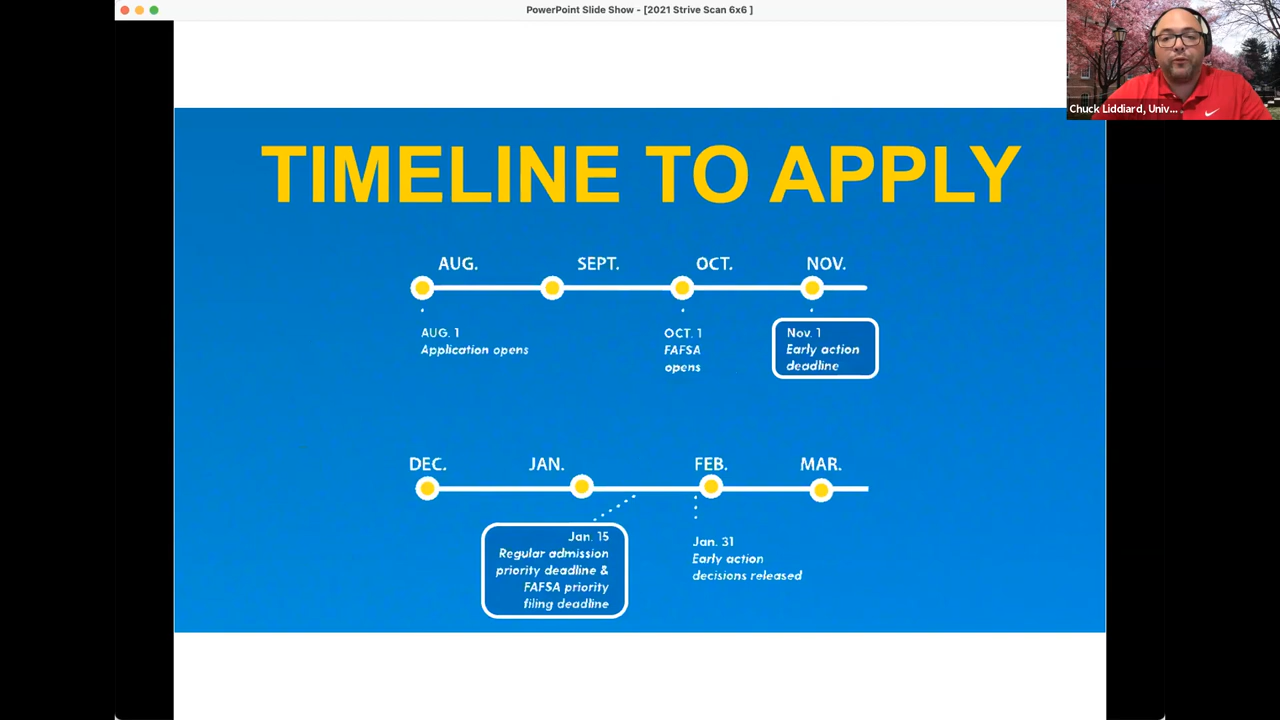 PowerPoint Slide Show - [2021 Strive Scan 6x6 ]
Chuck Liddiard, Univ...
TIMELINE TO APPLY
AUG. SEPT. OCT. NOV.
AUG. 1
Application opens
OCT. 1
FAFSA
opens
Nov. 1
Early action
deadline
DEC. JAN. FEB. MAR.
Jan. 15
Regular admission
priority deadline &
FAFSA priority
filing deadline
Jan. 31
Early action
decisions released